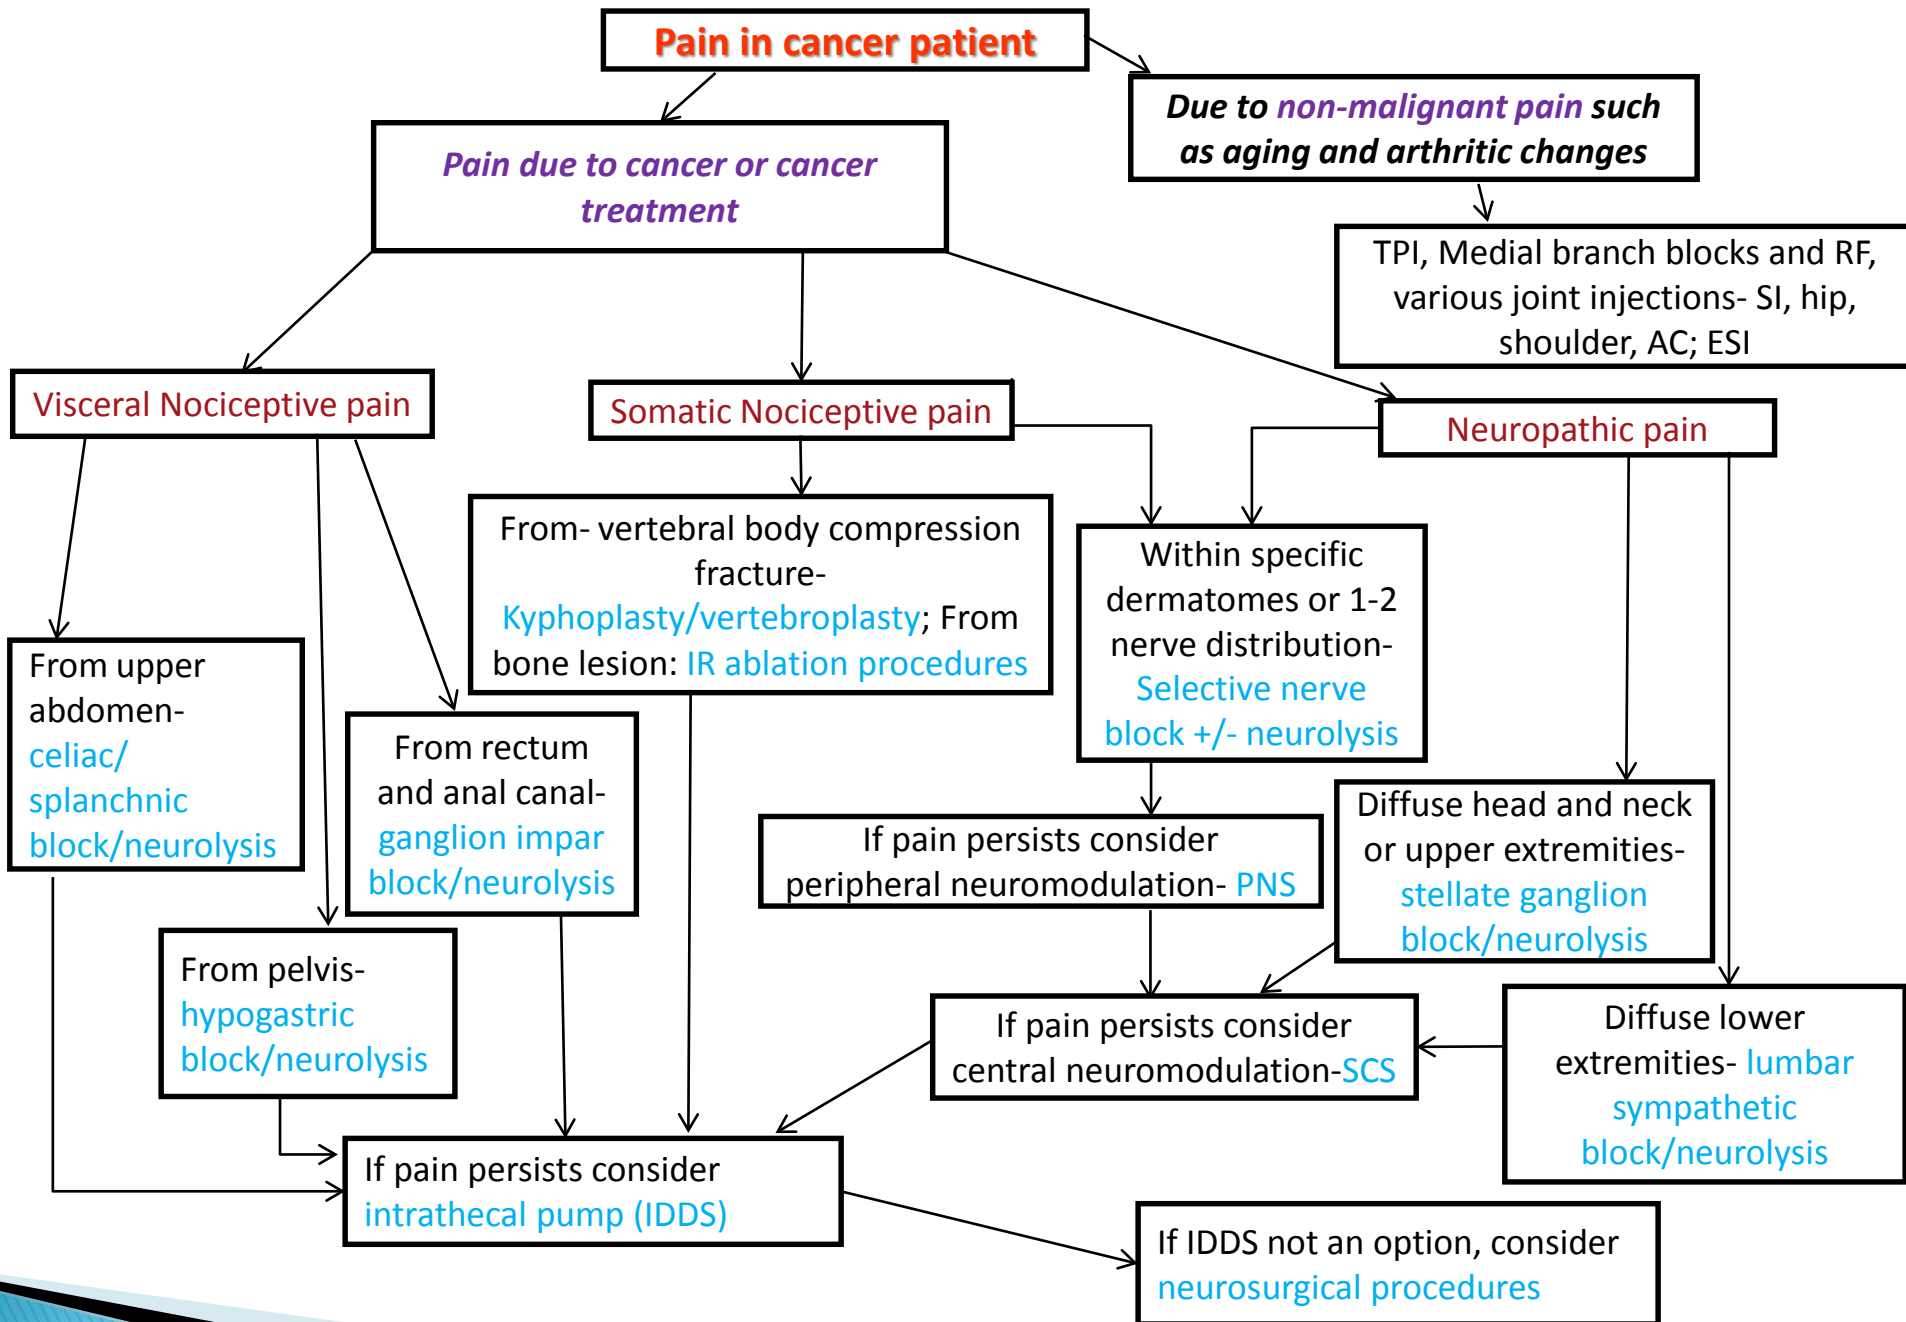 Pain in cancer patient
Due to non-malignant pain such
as aging and arthritic changes
Pain due to cancer or cancer
treatment
TPI, Medial branch blocks and RF,
various joint injections- SI, hip,
shoulder, AC; ESI
Visceral Nociceptive pain
Somatic Nociceptive pain
Neuropathic pain
From- vertebral body compression
fracture-
Kyphoplasty/vertebroplasty; From
bone lesion: IR ablation procedures
Within specific
dermatomes or 1-2
nerve distribution-
Selective nerve
block +/- neurolysis
From upper
abdomen-
celiac/
splanchnic
block/neurolysis
From rectum
and anal canal-
ganglion impar
block/neurolysis
If pain persists consider
peripheral neuromodulation- PNS
Diffuse head and neck
or upper extremities-
stellate ganglion
block/neurolysis
From pelvis-
hypogastric
block/neurolysis
If pain persists consider
central neuromodulation-SCS
Diffuse lower
extremities- lumbar
sympathetic
block/neurolysis
If pain persists consider
intrathecal pump (IDDS)
If IDDS not an option, consider
neurosurgical procedures